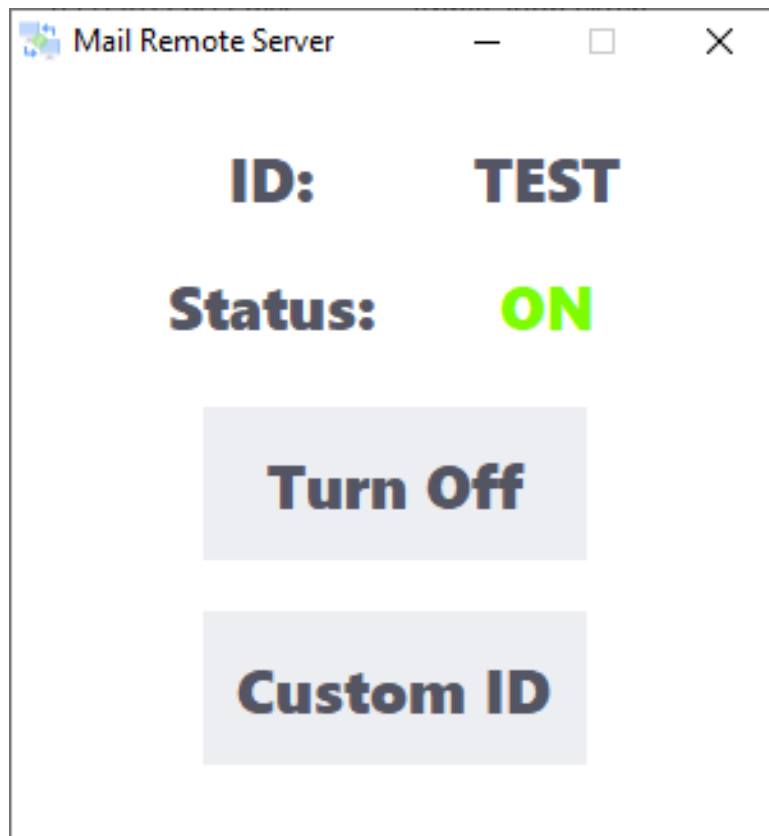 Mail Remote Server
ID: TEST
Status: ON
Turn Off
Custom ID